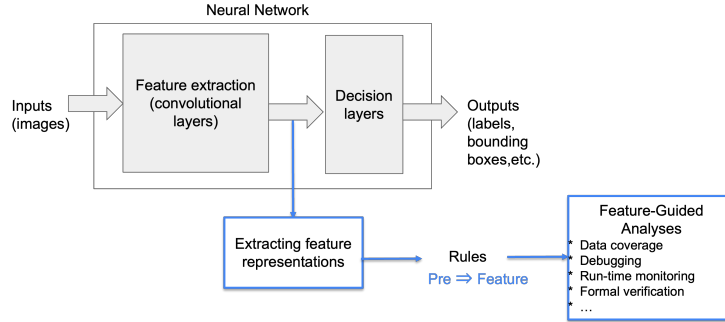 Neural Network
Inputs
(images)
Feature extraction
(convolutional
layers)
Decision
layers
Outputs
(labels,
bounding
boxes,etc.)
Extracting feature
representations
Rules
Pre ⇒ Feature
Feature-Guided
Analyses
* Data coverage
* Debugging
* Run-time monitoring
* Formal verification
* …